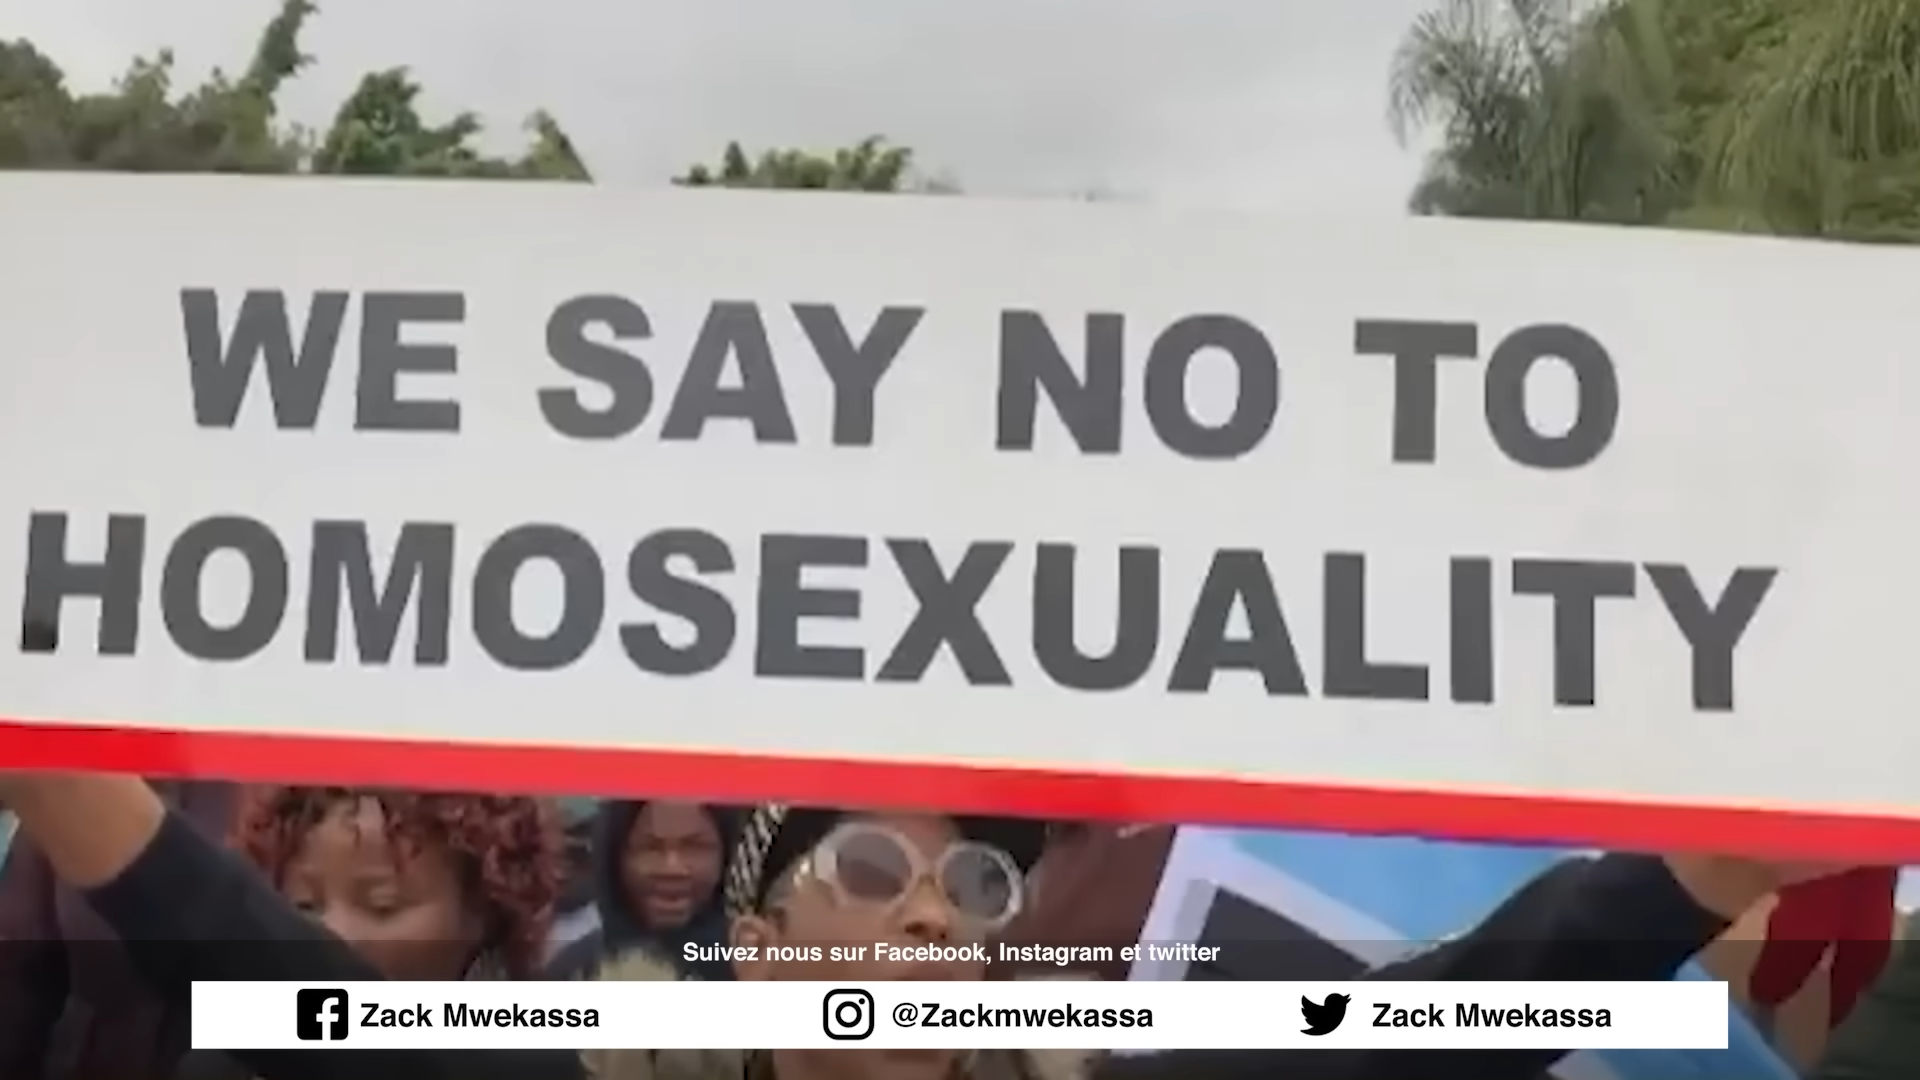 WE SAY NO TO
HOMOSEXUALITY
Suivez nous sur Facebook, Instagram et twitter
Zack Mwekassa @Zackmwekassa Zack Mwekassa